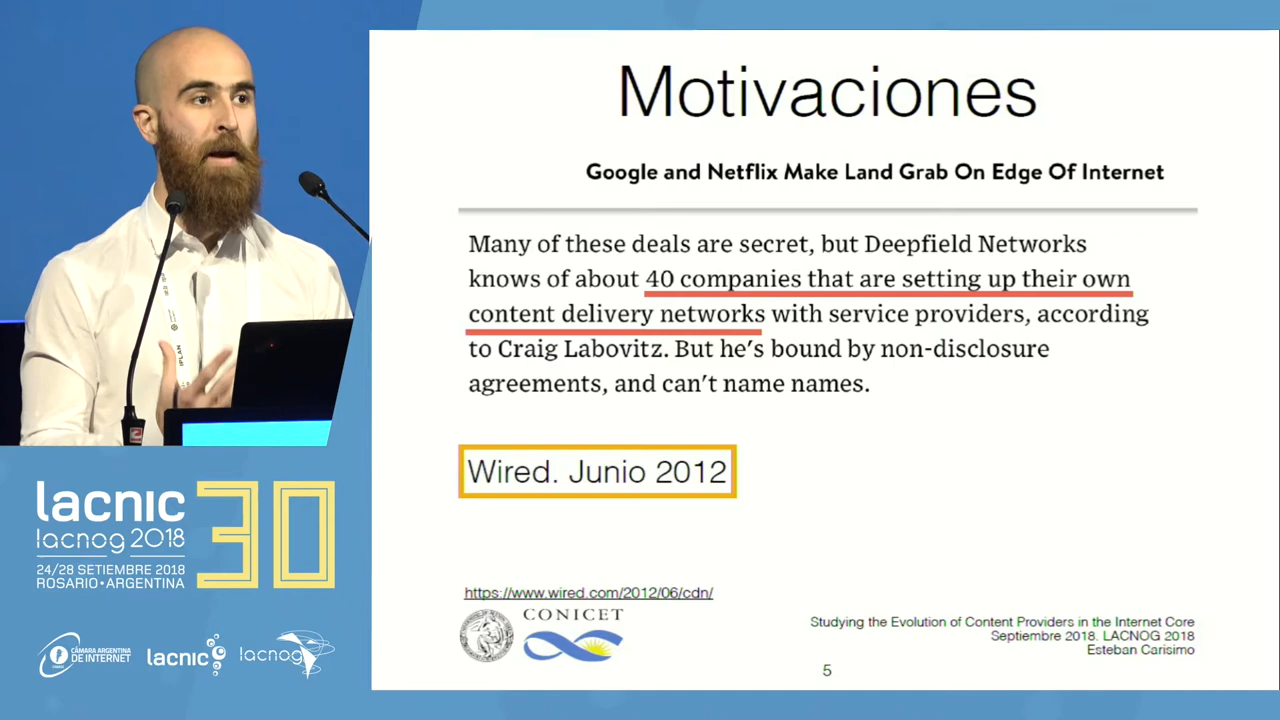 Motivaciones
Google and Netflix Make Land Grab On Edge Of Internet
Many of these deals are secret, but Deepfield Networks
knows of about 40 companies that are setting up their own
content delivery networks with service providers, according
to Craig Labovitz. But he's bound by non-disclosure
agreements, and can't name names.
Wired. Junio 2012
https://www.wired.com/2012/06/cdn/
CONICET
Studying the Evolution of Content Providers in the Internet Core
Septiembre 2018. LACNOG 2018
Esteban Carisimo
5
IPLAN
lacnic 30
lacnog 2018
24/28 SETIEMBRE 2018
ROSARIO•ARGENTINA
CÁMARA ARGENTINA
DE INTERNET
lacnic
lacnog